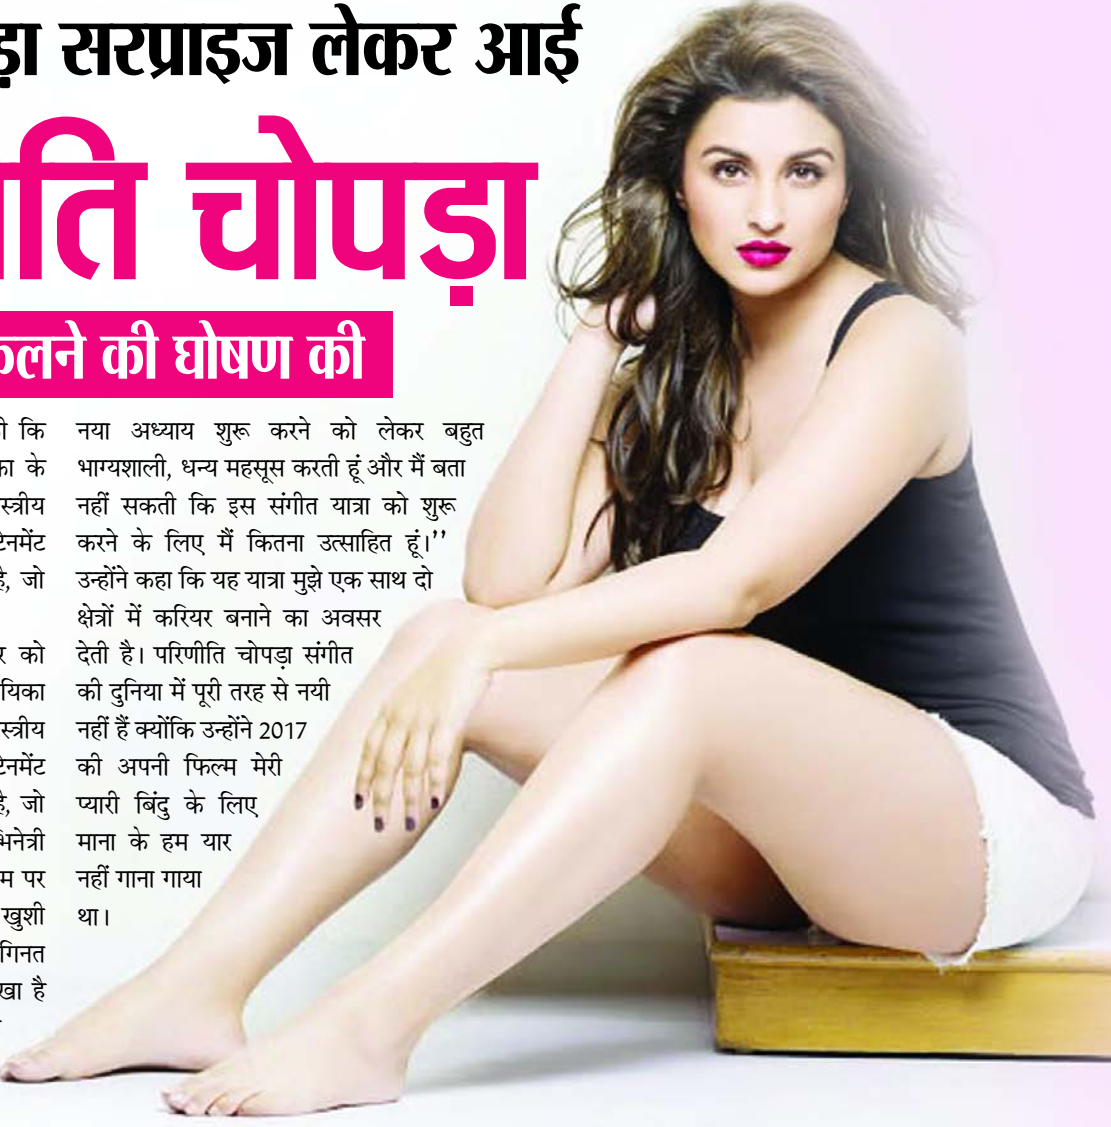 सरप्राइज लेकर आई
चोपड़ा
की घोषण की
कि
के
है, जो
को
है, जो
पर
खुशी
है
नया अध्याय शुरू करने को लेकर बहुत
भाग्यशाली, धन्य महसूस करती हूं और मैं बता
नहीं सकती कि इस संगीत यात्रा को शुरू
करने के लिए मैं कितना उत्साहित हूं।’’
उन्होंने कहा कि यह यात्रा मुझे एक साथ दो
क्षेत्रों में करियर बनाने का अवसर
देती है। परिणीति चोपड़ा संगीत
की दुनिया में पूरी तरह से नयी
नहीं हैं क्योंकि उन्होंने 2017
की अपनी फिल्म मेरी
प्यारी बिंदु के लिए
माना के हम यार
नहीं गाना गाया
था।